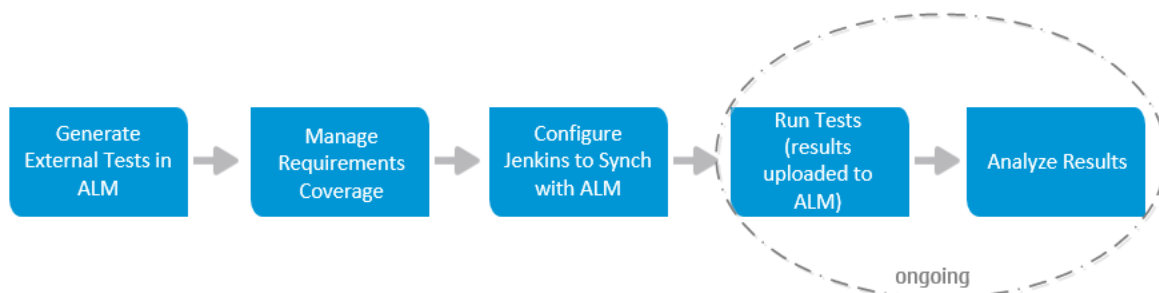 Generate
External Tests in
ALM
Manage
Requirements
Coverage
Configure
Jenkins to Synch
with ALM
Run Tests
(results
uploaded to
ALM)
Analyze Results
ongoing